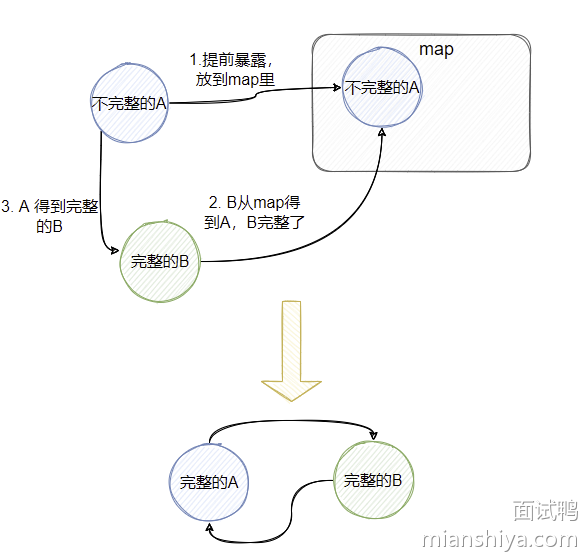 map
1.提前暴露，
放到map里
不完整的A
不完整的A
3. A 得到完整
的B
2. B从map得
到A，B完整了
完整的B
完整的A
完整的B
面试鸭
mianshiya.com